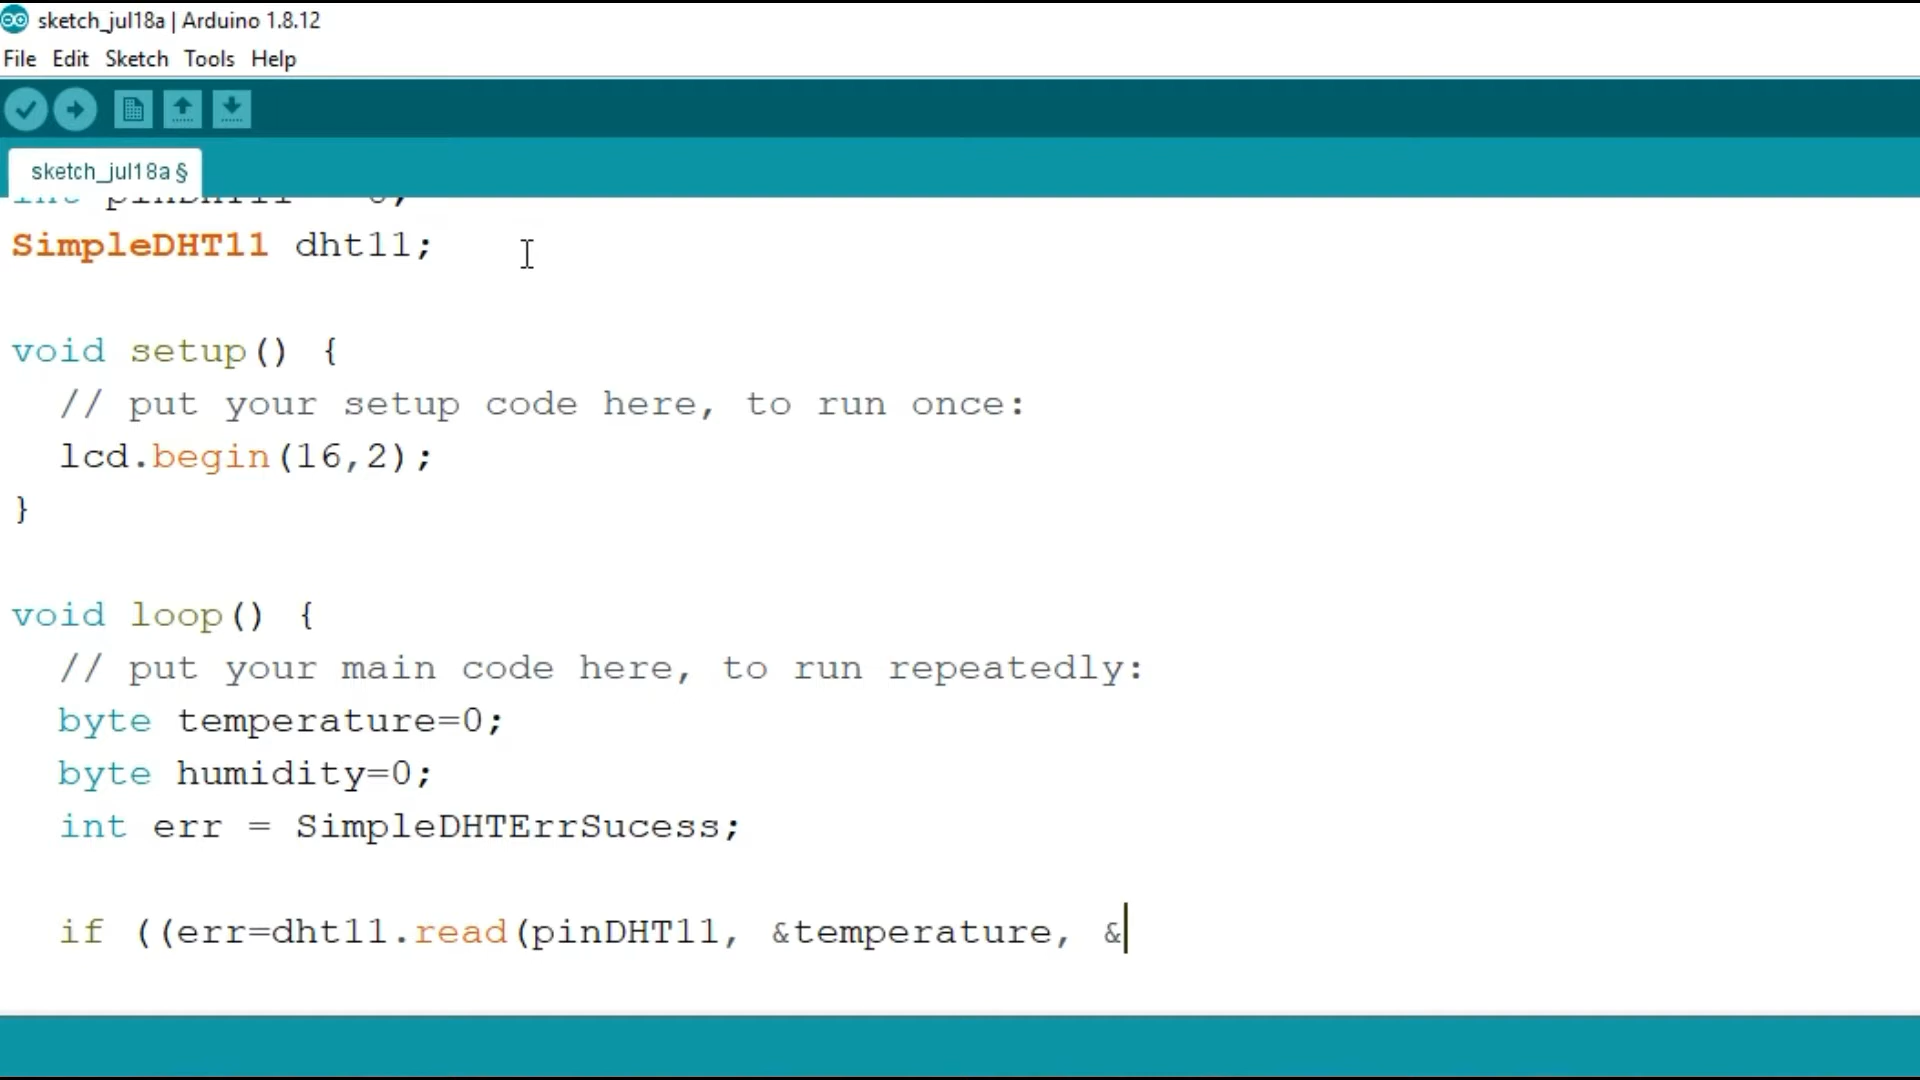 sketch_jul18a | Arduino 1.8.12
File Edit Sketch Tools Help
sketch_jul18a §
int pinDHT11
SimpleDHT11 dht11;
void setup() {
// put your setup code here, to run once:
lcd.begin(16,2);
}
void loop() {
// put your main code here, to run repeatedly:
byte temperature=0;
byte humidity=0;
int err = SimpleDHTErrSucess;
if ((err=dht11.read(pinDHT11, &temperature, &